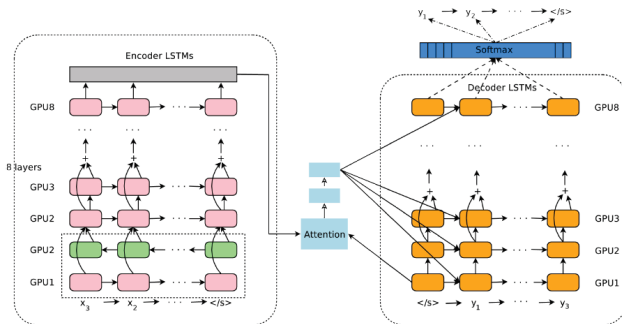 y1 y2 ··· </s>
Softmax
Encoder LSTMs
Decoder LSTMs
GPU8
GPU8
8 layers
GPU3
GPU2
GPU2
GPU1
Attention
GPU3
GPU2
GPU1
x3 x2 ··· </s>
</s> y1 ··· y3